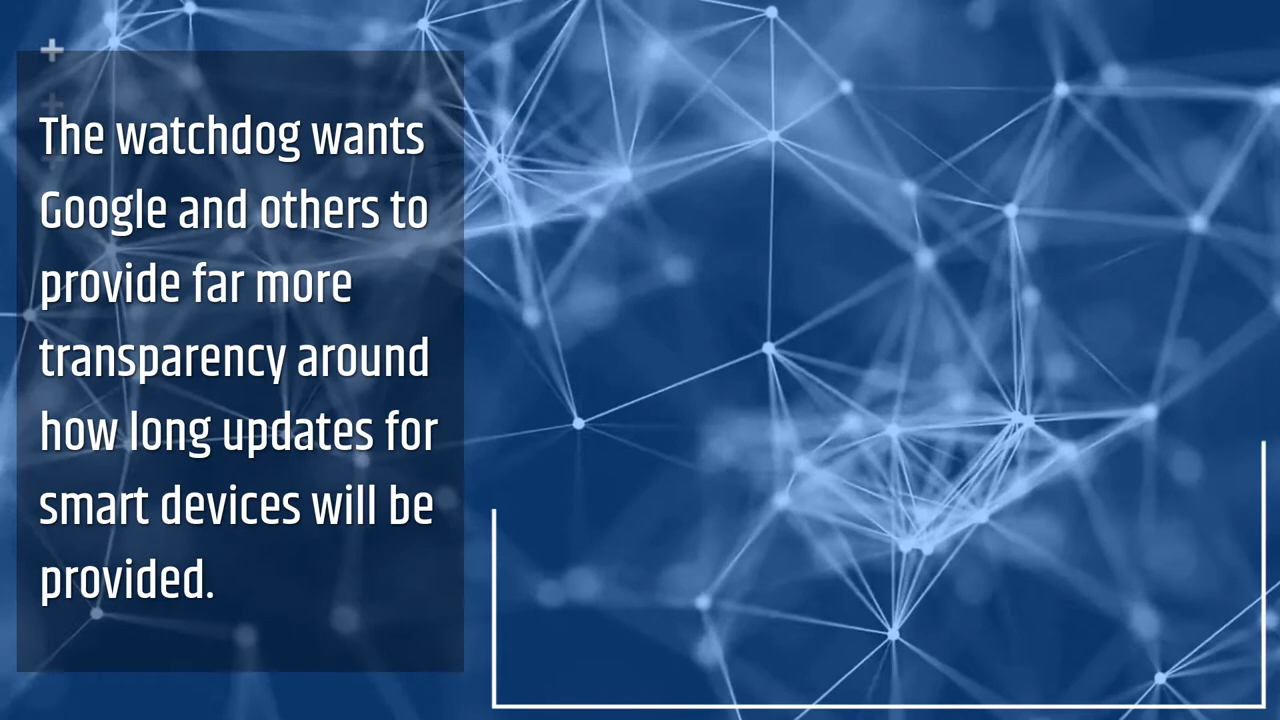 The watchdog wants
Google and others to
provide far more
transparency around
how long updates for
smart devices will be
provided.